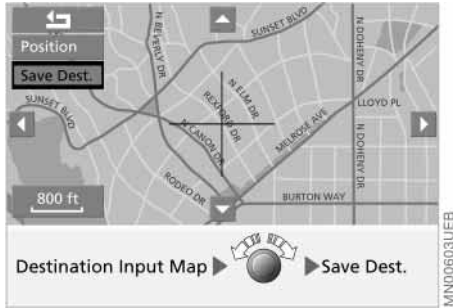 Position
Save Dest.
SUNSET BLVD
N BEVERLY DR
SUNSET BLVD
N DOHENY DR
N ELM DR
REXFORD DR
N CANON DR
LLOYD PL
MELROSE AVE
N DOHENY DR
RODEO DR
BURTON WAY
800 ft
Destination Input Map
Save Dest.
MN00603UEB